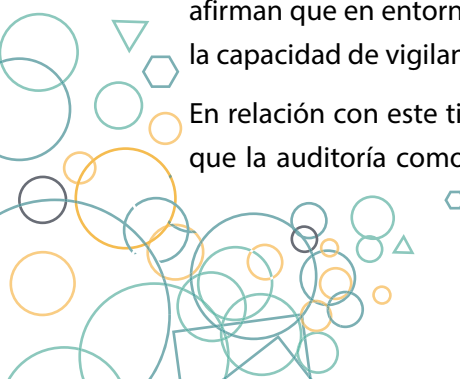 afirman que en entorn
la capacidad de vigilar
En relación con este ti
que la auditoría como